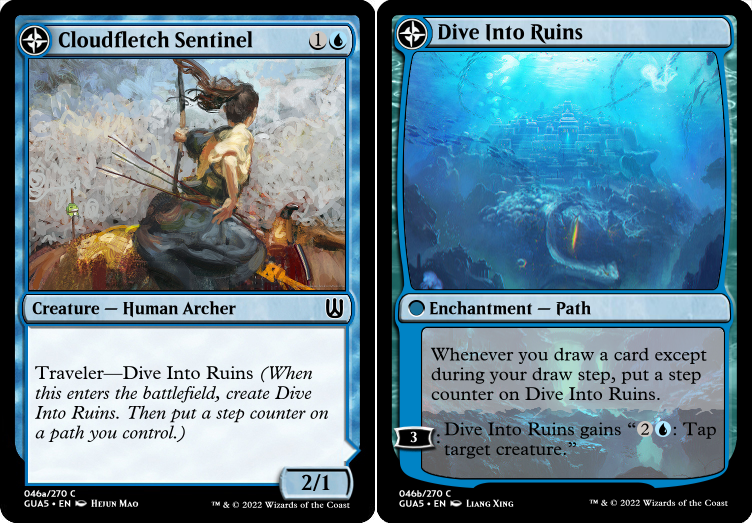 Cloudfletch Sentinel 1
Creature — Human Archer
Traveler—Dive Into Ruins (When
this enters the battlefield, create Dive
Into Ruins. Then put a step counter on
a path you control.)
2/1
046a/270 C
GUA5 • EN Hejun Mao
™ & © 2022 Wizards of the Coast
Dive Into Ruins
Enchantment — Path
Whenever you draw a card except
during your draw step, put a step
counter on Dive Into Ruins.
3 : Dive Into Ruins gains “2: Tap
target creature.”
046b/270 C
GUA5 • EN Liang Xing
™ & © 2022 Wizards of the Coast